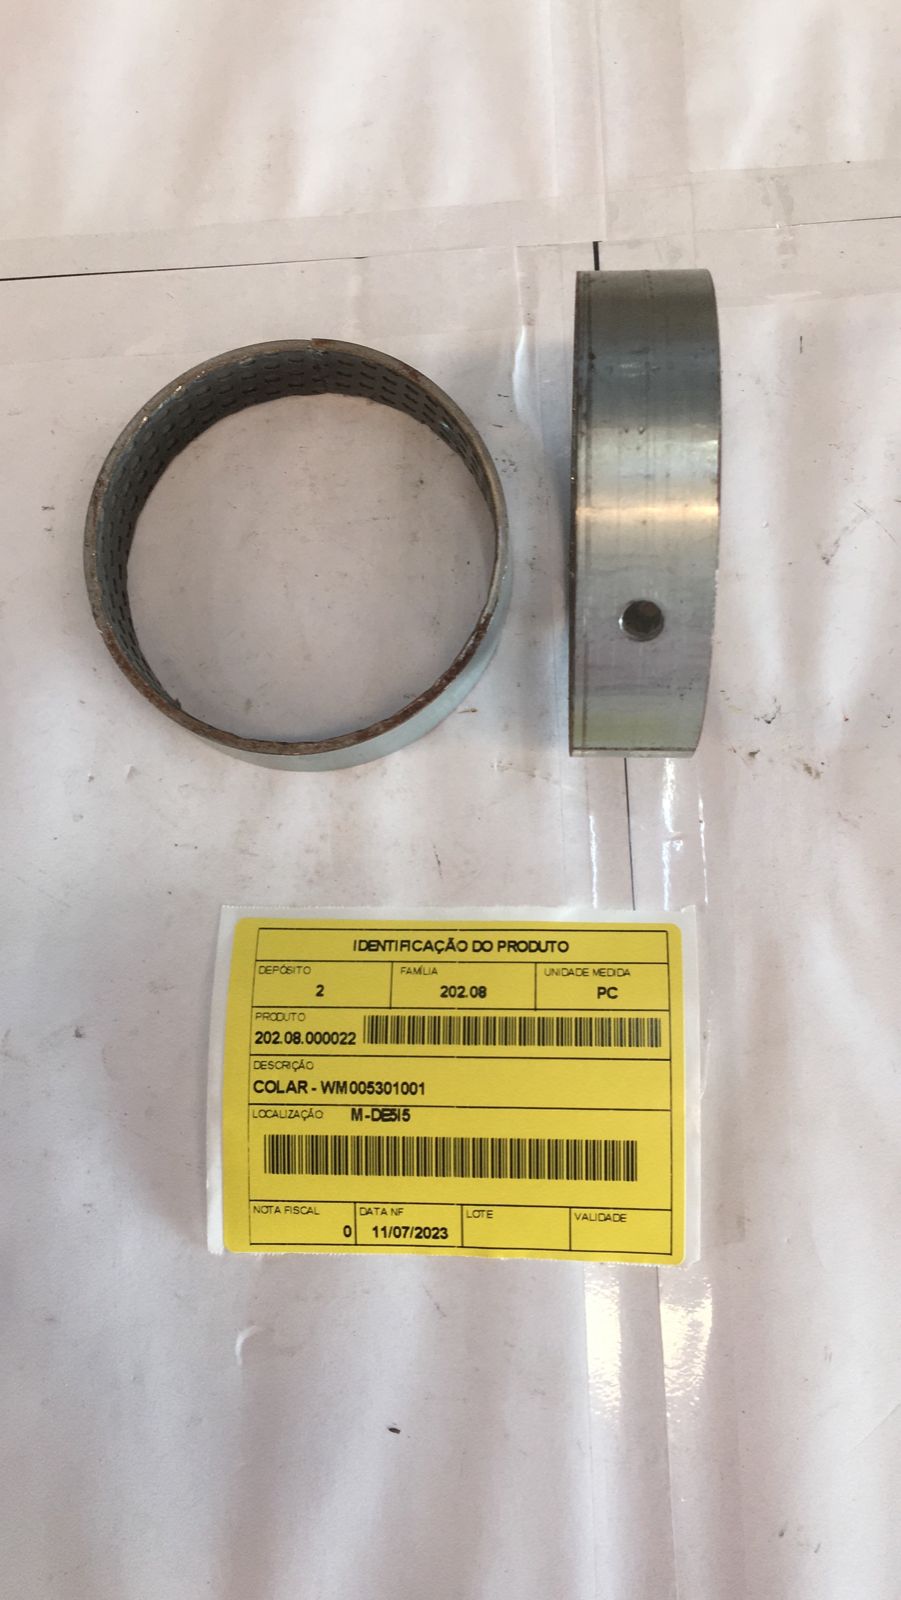 IDENTIFICAÇÃO DO PRODUTO
DEPÓSITO FAMÍLIA UNIDADE MEDIDA
2 202.08 PC
PRODUTO
202.08.000022
DESCRIÇÃO
COLAR - WM005301001
LOCALIZAÇÃO M-DE5I5
NOTA FISCAL DATA NF LOTE VALIDADE
0 11/07/2023